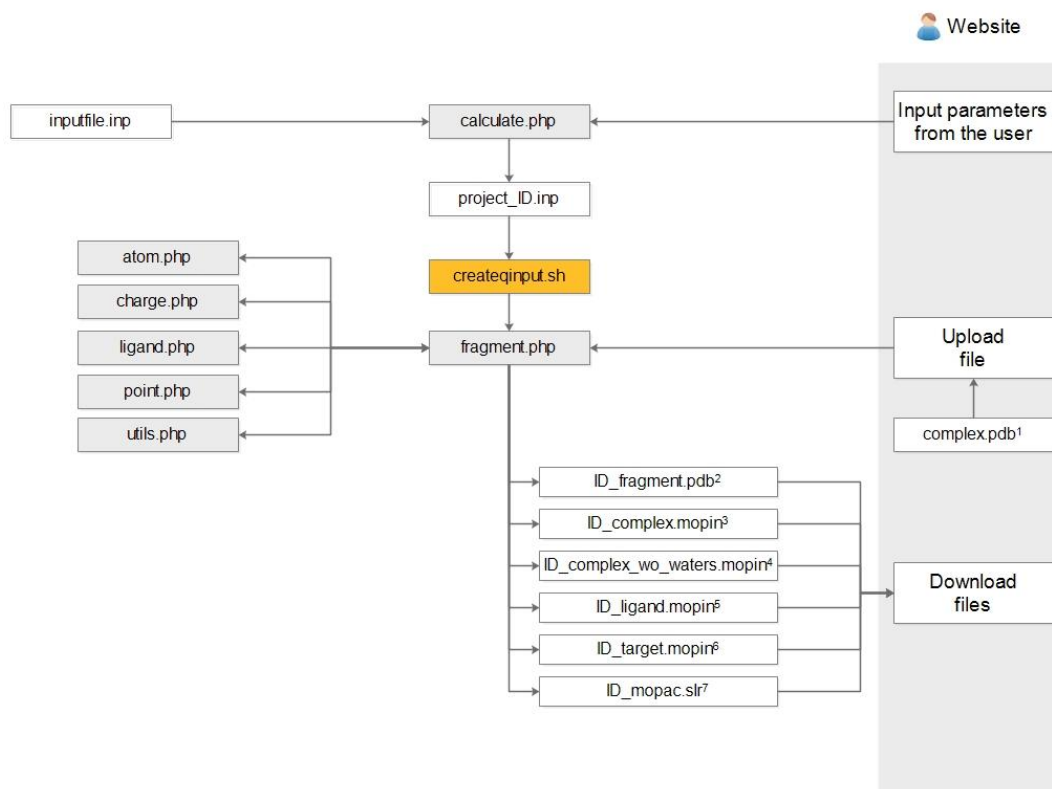 Website
inputfile.inp
calculate.php
Input parameters
from the user
project_ID.inp
atom.php
createqinput.sh
charge.php
ligand.php
fragment.php
Upload
file
point.php
utils.php
complex.pdb¹
ID_fragment.pdb²
ID_complex.mopin³
ID_complex_wo_waters.mopin⁴
ID_ligand.mopin⁵
ID_target.mopin⁶
ID_mopac.slr⁷
Download
files